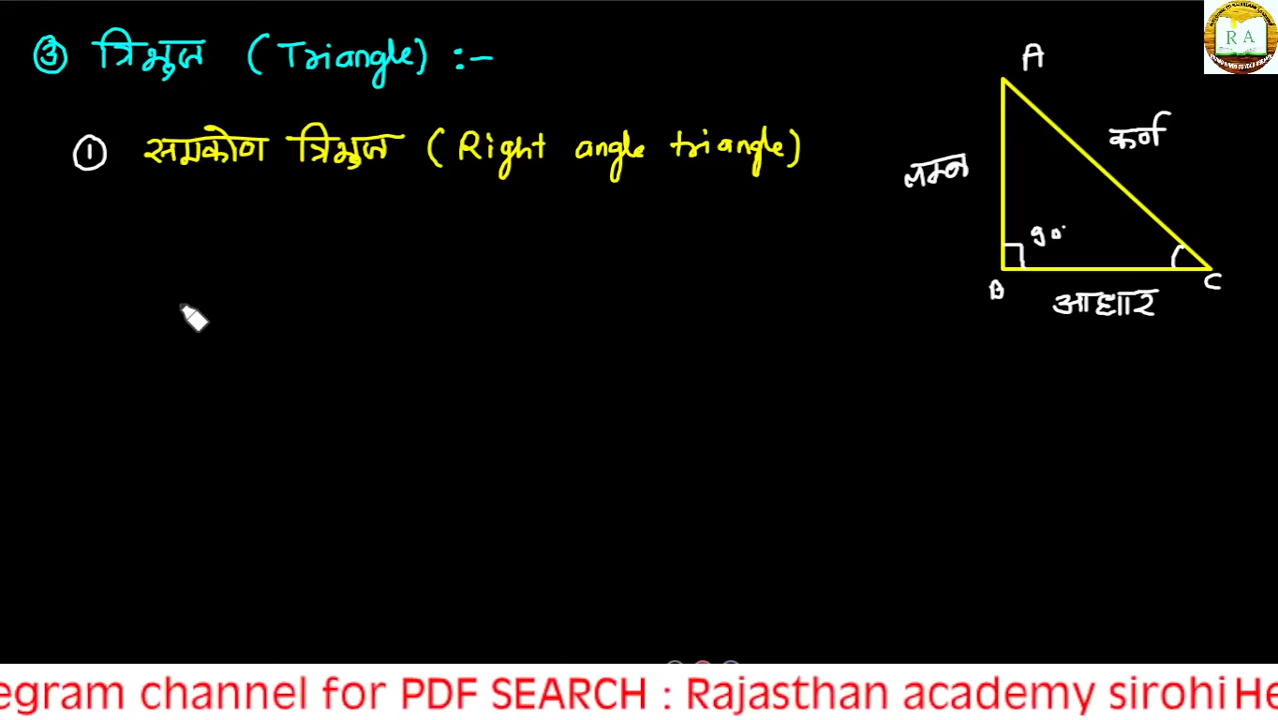 ③ त्रिभुज (Triangle) :-
① समकोण त्रिभुज (Right angle triangle)
A
कर्ण
लम्ब
90°
B
C
आधार
R A
egram channel for PDF SEARCH : Rajasthan academy sirohi He